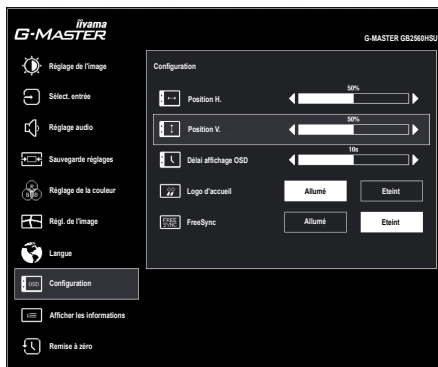 iiyama
G-MASTER
G-MASTER GB2560HSU
Réglage de l'image
Sélect. entrée
Réglage audio
Sauvegarde réglages
Réglage de la couleur
Régl. de l'image
Langue
OSD Configuration
Afficher les informations
Remise à zéro
Configuration
Position H. 50%
Position V. 50%
Délai affichage OSD 10s
Logo d'accueil Allumé Eteint
FREE SYNC FreeSync Allumé Eteint